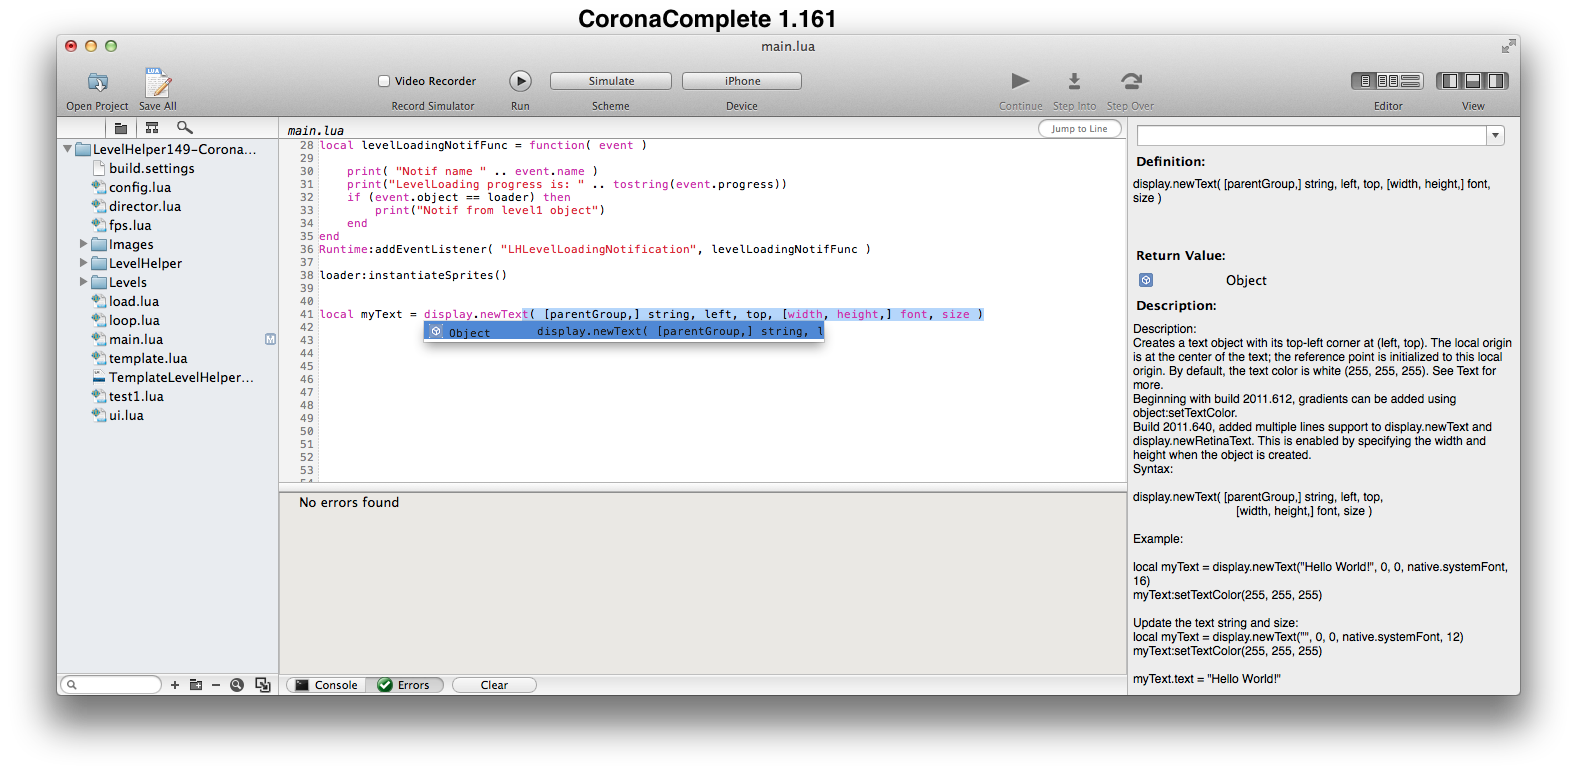 CoronaComplete 1.161
main.lua
Video Recorder
Simulate
iPhone
Open Project
Save All
Record Simulator
Run
Scheme
Device
Continue
Step Into
Step Over
Editor
View
LevelHelper149-Corona...
build.settings
config.lua
director.lua
fps.lua
Images
LevelHelper
Levels
load.lua
loop.lua
main.lua
M
template.lua
TemplateLevelHelper...
test1.lua
ui.lua
main.lua
Jump to Line
28 local levelLoadingNotifFunc = function( event )
29
30 print( "Notif name " .. event.name )
31 print("LevelLoading progress is: " .. tostring(event.progress))
32 if (event.object == loader) then
33 print("Notif from level1 object")
34 end
35 end
36 Runtime:addEventListener( "LHLevelLoadingNotification", levelLoadingNotifFunc )
37
38 loader:instantiateSprites()
39
40
41 local myText = display.newText( [parentGroup,] string, left, top, [width, height,] font, size )
42 Object display.newText( [parentGroup,] string, l
43
44
45
46
47
48
49
50
51
52
53
54
No errors found
Console
Errors
Clear
Definition:
display.newText( [parentGroup,] string, left, top, [width, height,] font,
size )
Return Value:
Object
Description:
Description:
Creates a text object with its top-left corner at (left, top). The local origin
is at the center of the text; the reference point is initialized to this local
origin. By default, the text color is white (255, 255, 255). See Text for
more.
Beginning with build 2011.612, gradients can be added using
object:setTextColor.
Build 2011.640, added multiple lines support to display.newText and
display.newRetinaText. This is enabled by specifying the width and
height when the object is created.
Syntax:
display.newText( [parentGroup,] string, left, top,
[width, height,] font, size )
Example:
local myText = display.newText("Hello World!", 0, 0, native.systemFont,
16)
myText:setTextColor(255, 255, 255)
Update the text string and size:
local myText = display.newText("", 0, 0, native.systemFont, 12)
myText:setTextColor(255, 255, 255)
myText.text = "Hello World!"